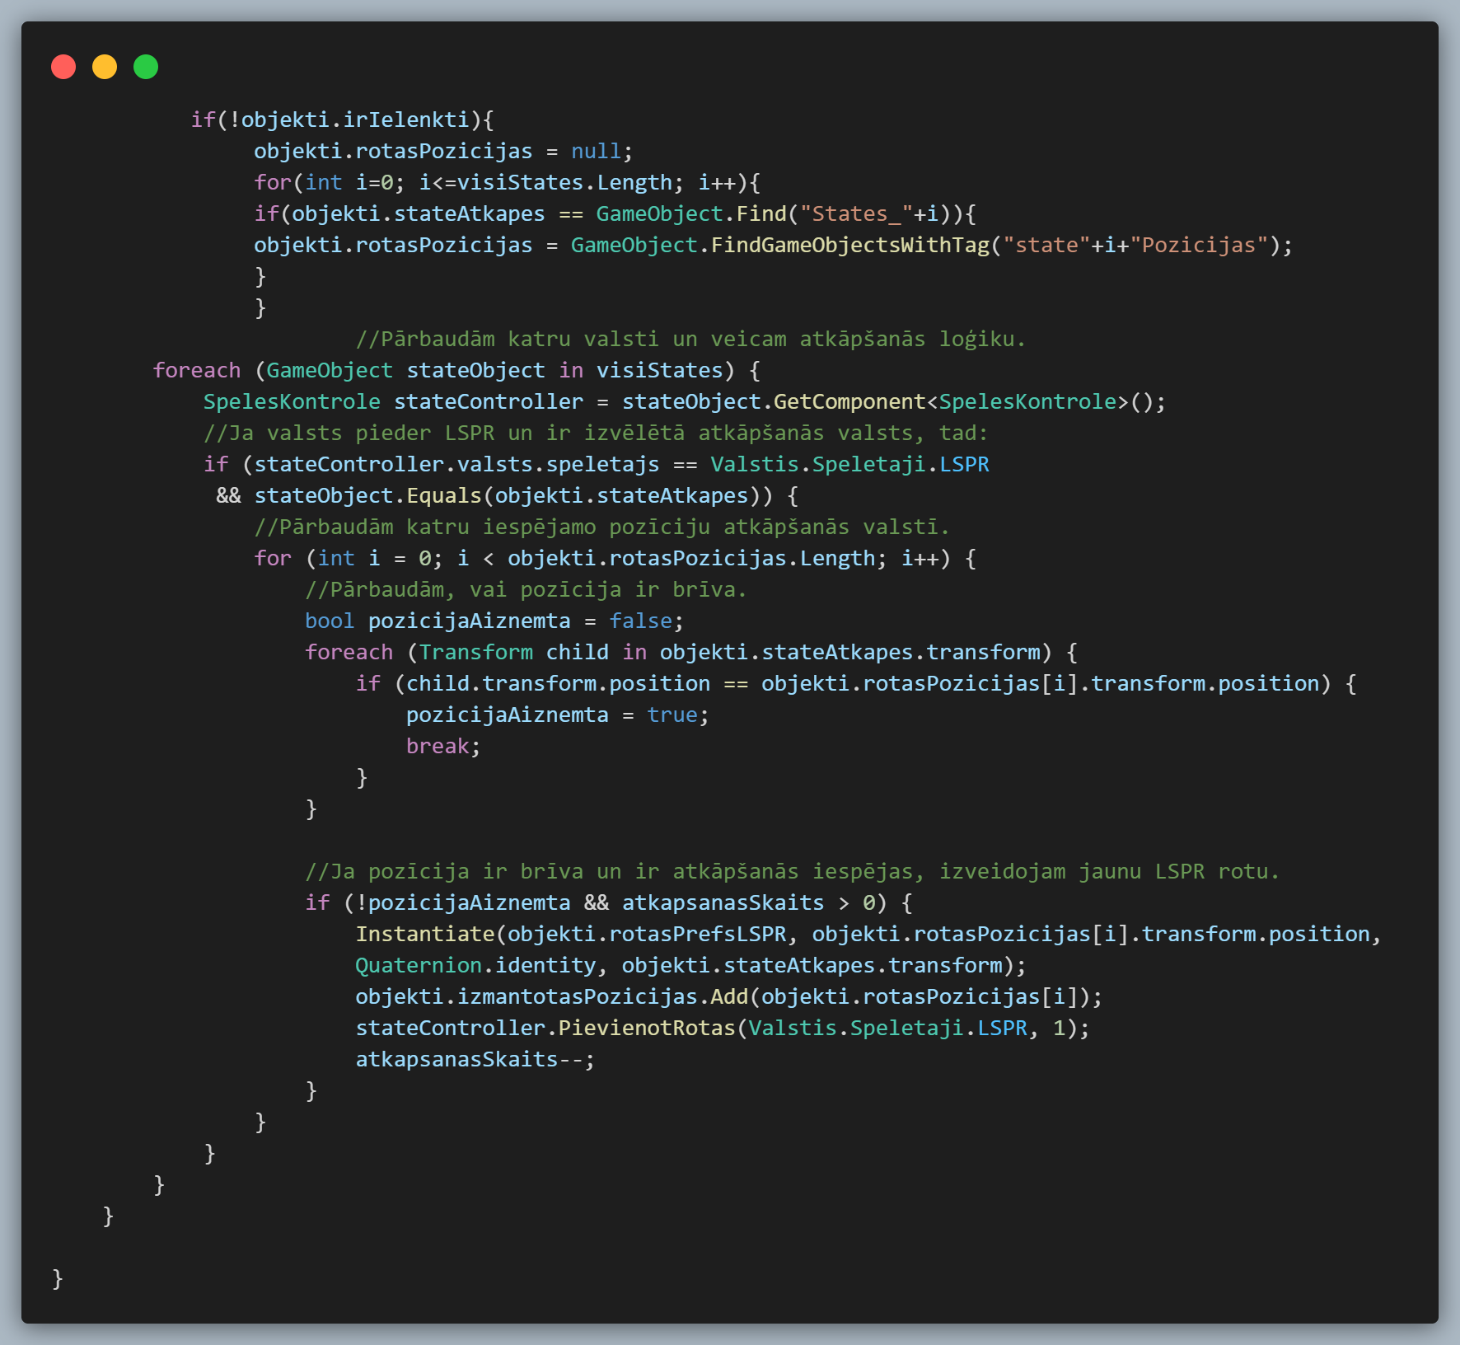 if(!objekti.irIelenkti){
objekti.rotasPozicijas = null;
for(int i=0; i<=visiStates.Length; i++){
if(objekti.stateAtkapes == GameObject.Find("States_"+i)){
objekti.rotasPozicijas = GameObject.FindGameObjectsWithTag("state"+i+"Pozicijas");
}
}
//Pārbaudām katru valsti un veicam atkāpšanās loģiku.
foreach (GameObject stateObject in visiStates) {
SpelesKontrole stateController = stateObject.GetComponent<SpelesKontrole>();
//Ja valsts pieder LSPR un ir izvēlētā atkāpšanās valsts, tad:
if (stateController.valsts.speletajs == Valstis.Speletaji.LSPR
&& stateObject.Equals(objekti.stateAtkapes)) {
//Pārbaudām katru iespējamo pozīciju atkāpšanās valstī.
for (int i = 0; i < objekti.rotasPozicijas.Length; i++) {
//Pārbaudām, vai pozīcija ir brīva.
bool pozicijaAiznemta = false;
foreach (Transform child in objekti.stateAtkapes.transform) {
if (child.transform.position == objekti.rotasPozicijas[i].transform.position) {
pozicijaAiznemta = true;
break;
}
}
//Ja pozīcija ir brīva un ir atkāpšanās iespējas, izveidojam jaunu LSPR rotu.
if (!pozicijaAiznemta && atkapsanasSkaits > 0) {
Instantiate(objekti.rotasPrefsLSPR, objekti.rotasPozicijas[i].transform.position,
Quaternion.identity, objekti.stateAtkapes.transform);
objekti.izmantotasPozicijas.Add(objekti.rotasPozicijas[i]);
stateController.PievienotRotas(Valstis.Speletaji.LSPR, 1);
atkapsanasSkaits--;
}
}
}
}
}
}